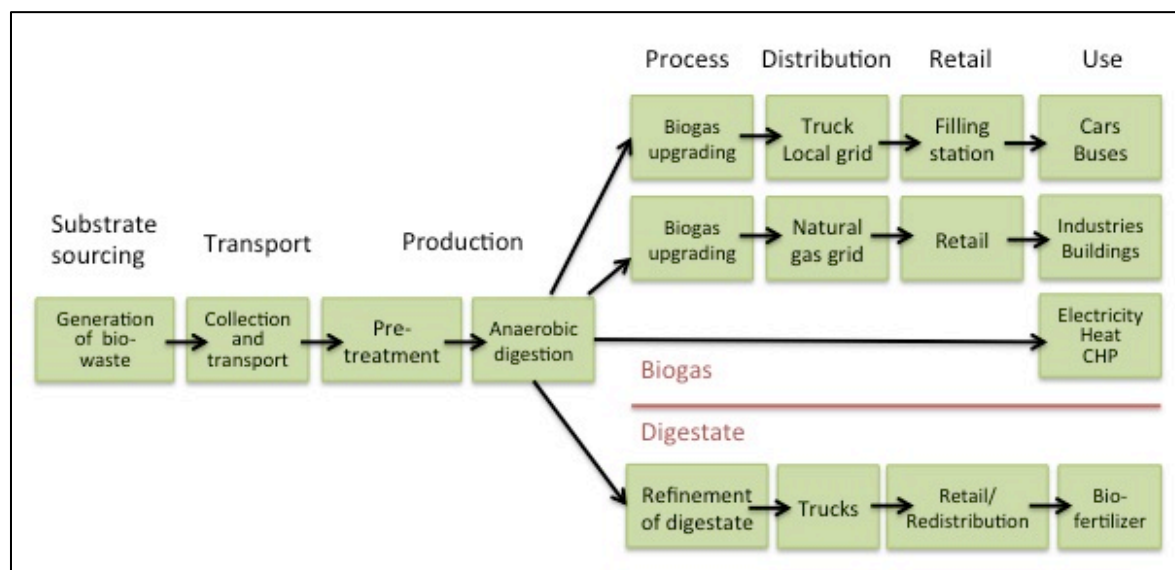 Process
Distribution
Retail
Use
Biogas
upgrading
Truck
Local grid
Filling
station
Cars
Buses
Substrate
sourcing
Transport
Production
Biogas
upgrading
Natural
gas grid
Retail
Industries
Buildings
Generation
of bio-
waste
Collection
and
transport
Pre-
treatment
Anaerobic
digestion
Electricity
Heat
CHP
Biogas
Digestate
Refinement
of digestate
Trucks
Retail/
Redistribution
Bio-
fertilizer